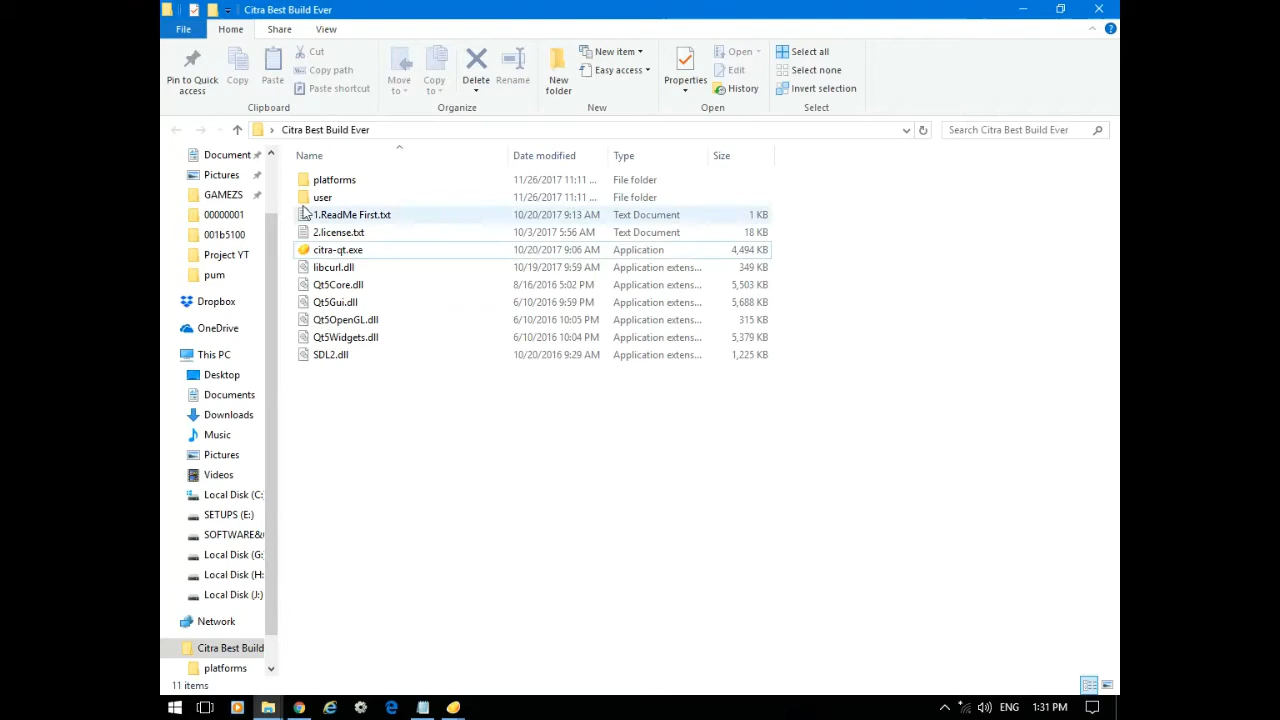 Citra Best Build Ever
File Home Share View
Pin to Quick access
Copy
Paste
Cut
Copy path
Paste shortcut
Clipboard
Move to
Copy to
Delete
Rename
Organize
New folder
New item
Easy access
New
Properties
Open
Edit
History
Open
Select all
Select none
Invert selection
Select
Citra Best Build Ever
Search Citra Best Build Ever
Document
Pictures
GAMEZS
00000001
001b5100
Project YT
pum
Dropbox
OneDrive
This PC
Desktop
Documents
Downloads
Music
Pictures
Videos
Local Disk (C:
SETUPS (E:)
SOFTWARE&
Local Disk (G:
Local Disk (H:
Local Disk (J:)
Network
Citra Best Build
platforms
Name Date modified Type Size
platforms 11/26/2017 11:11 ... File folder
user 11/26/2017 11:11 ... File folder
1.ReadMe First.txt 10/20/2017 9:13 AM Text Document 1 KB
2.license.txt 10/3/2017 5:56 AM Text Document 18 KB
citra-qt.exe 10/20/2017 9:06 AM Application 4,494 KB
libcurl.dll 10/19/2017 9:59 AM Application extens... 349 KB
Qt5Core.dll 8/16/2016 5:02 PM Application extens... 5,503 KB
Qt5Gui.dll 6/10/2016 9:59 PM Application extens... 5,688 KB
Qt5OpenGL.dll 6/10/2016 10:05 PM Application extens... 315 KB
Qt5Widgets.dll 6/10/2016 10:04 PM Application extens... 5,379 KB
SDL2.dll 10/20/2016 9:29 AM Application extens... 1,225 KB
11 items
ENG 1:31 PM